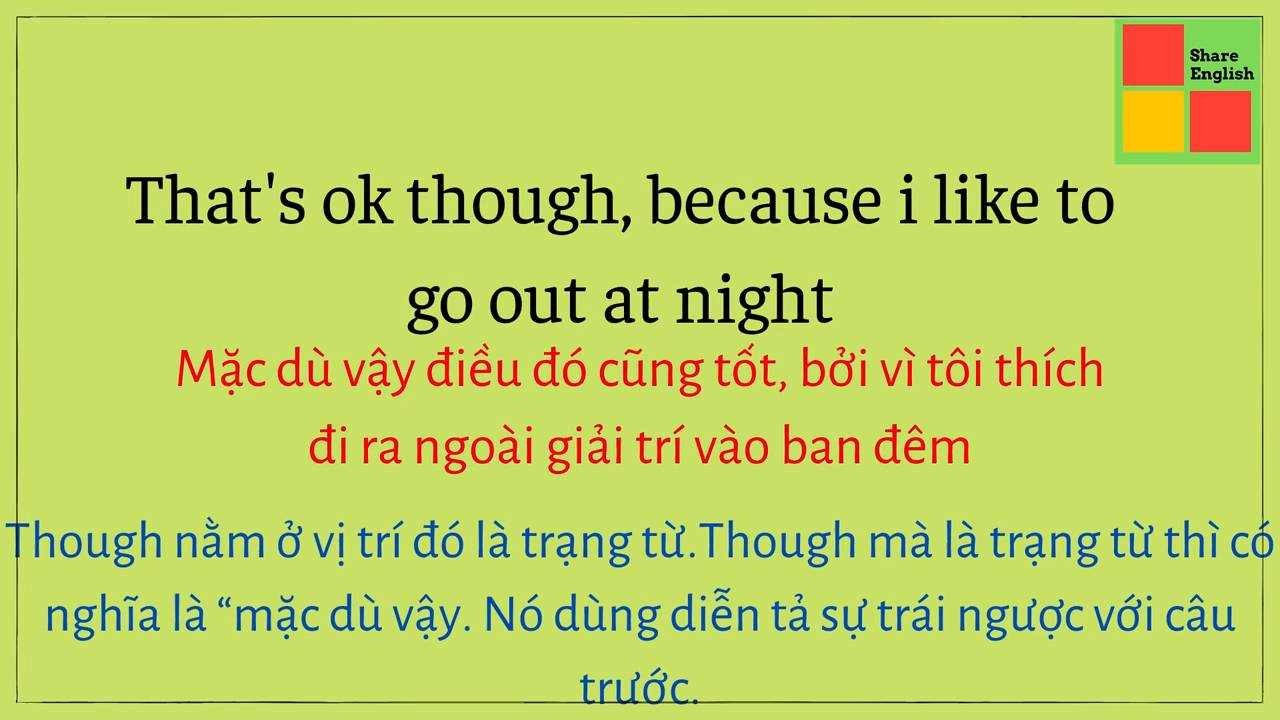 Share
English
That's ok though, because i like to
go out at night
Mặc dù vậy điều đó cũng tốt, bởi vì tôi thích
đi ra ngoài giải trí vào ban đêm
Though nằm ở vị trí đó là trạng từ.Though mà là trạng từ thì có
nghĩa là “mặc dù vậy. Nó dùng diễn tả sự trái ngược với câu
trước.